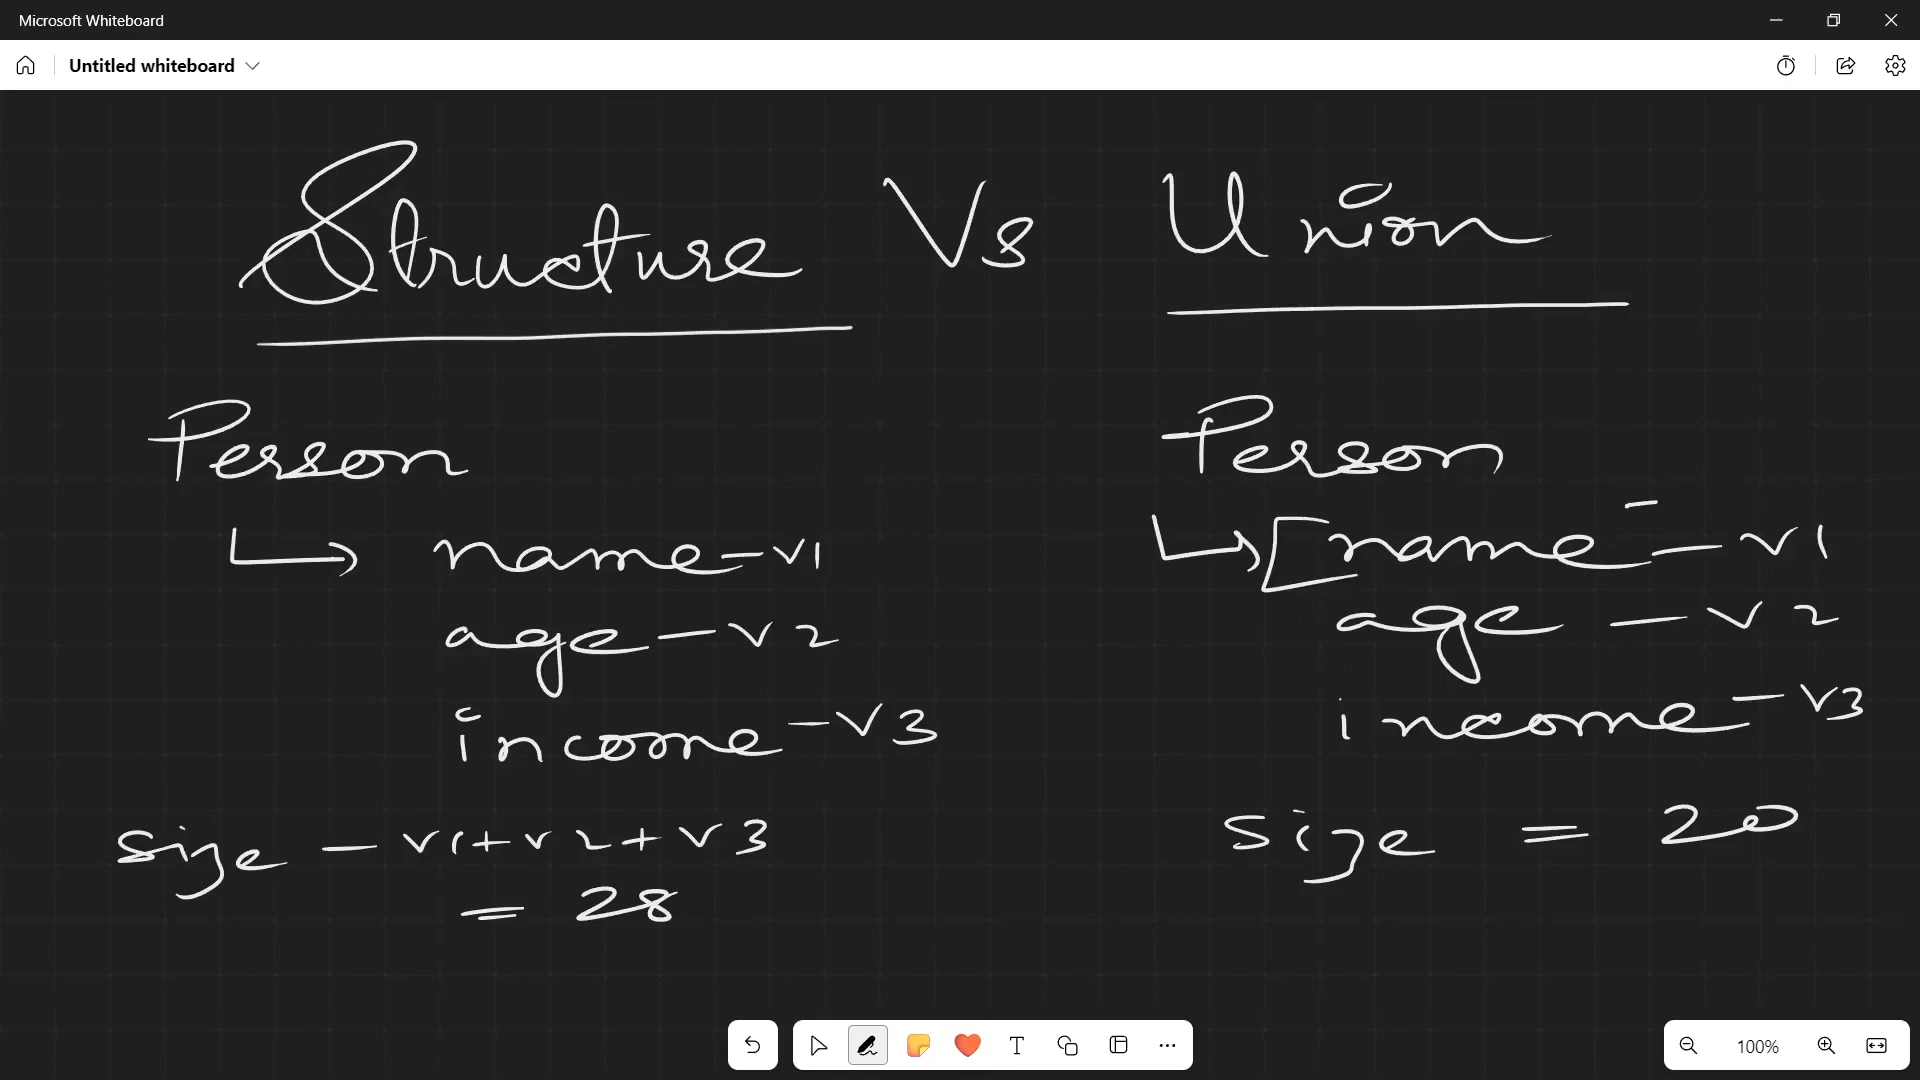 Microsoft Whiteboard
Untitled whiteboard
Structure Vs Union
Person
name - v1
age - v2
income - v3
size - v1 + v2 + v3
= 28
Person
[name - v1
age - v2
income - v3
size = 20
100%